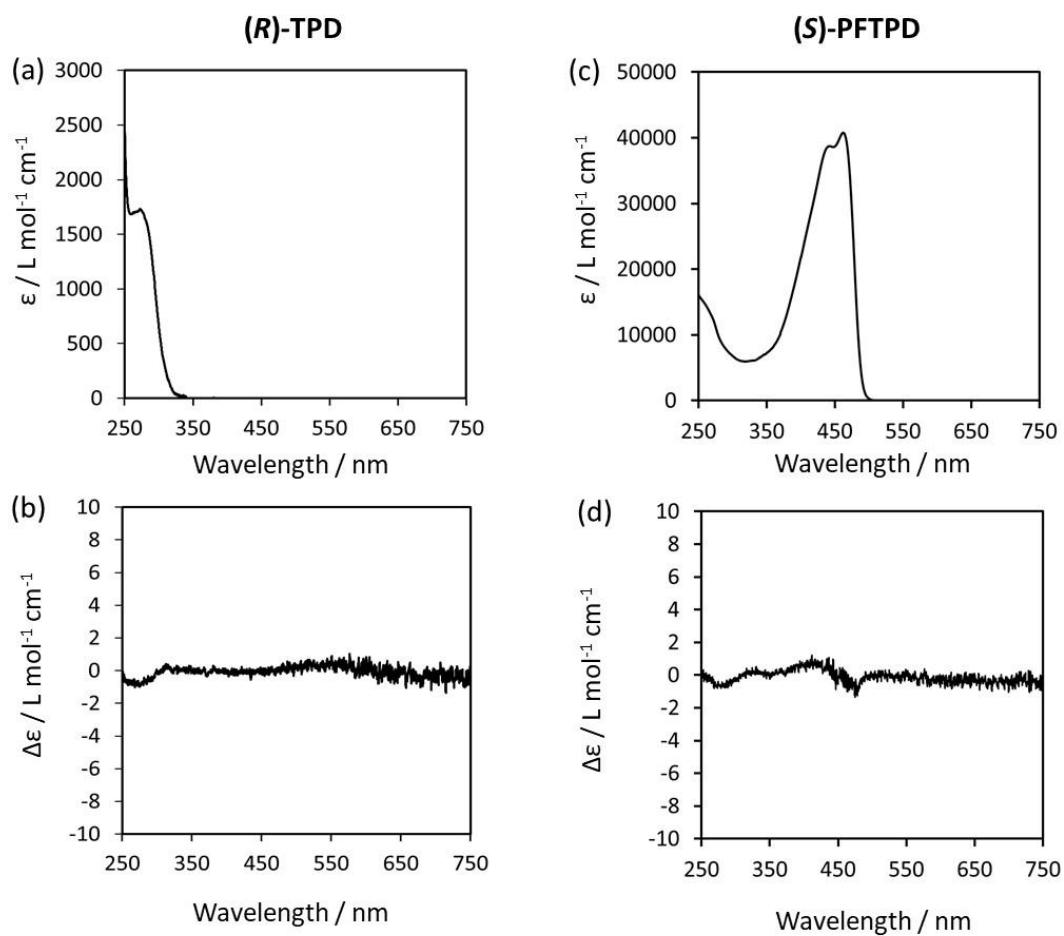 (R)-TPD
(a)
3000
2500
2000
1500
1000
500
0
ε / L mol⁻¹ cm⁻¹
250 350 450 550 650 750
Wavelength / nm
(b)
10
8
6
4
2
0
-2
-4
-6
-8
-10
Δε / L mol⁻¹ cm⁻¹
250 350 450 550 650 750
Wavelength / nm
(S)-PFTPD
(c)
50000
40000
30000
20000
10000
0
ε / L mol⁻¹ cm⁻¹
250 350 450 550 650 750
Wavelength / nm
(d)
10
8
6
4
2
0
-2
-4
-6
-8
-10
Δε / L mol⁻¹ cm⁻¹
250 350 450 550 650 750
Wavelength / nm